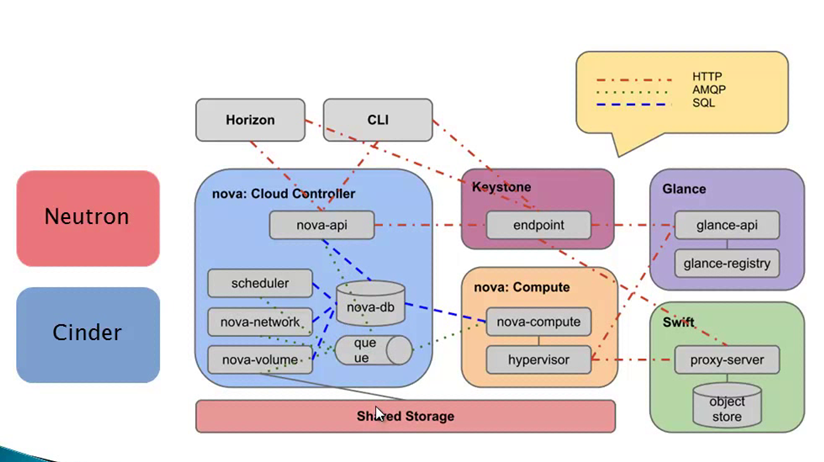 HTTP
AMQP
SQL
Horizon
CLI
Neutron
nova: Cloud Controller
Keystone
Glance
nova-api
endpoint
glance-api
glance-registry
scheduler
nova: Compute
nova-db
nova-network
nova-compute
Swift
Cinder
que
ue
nova-volume
hypervisor
proxy-server
object
store
Shared Storage